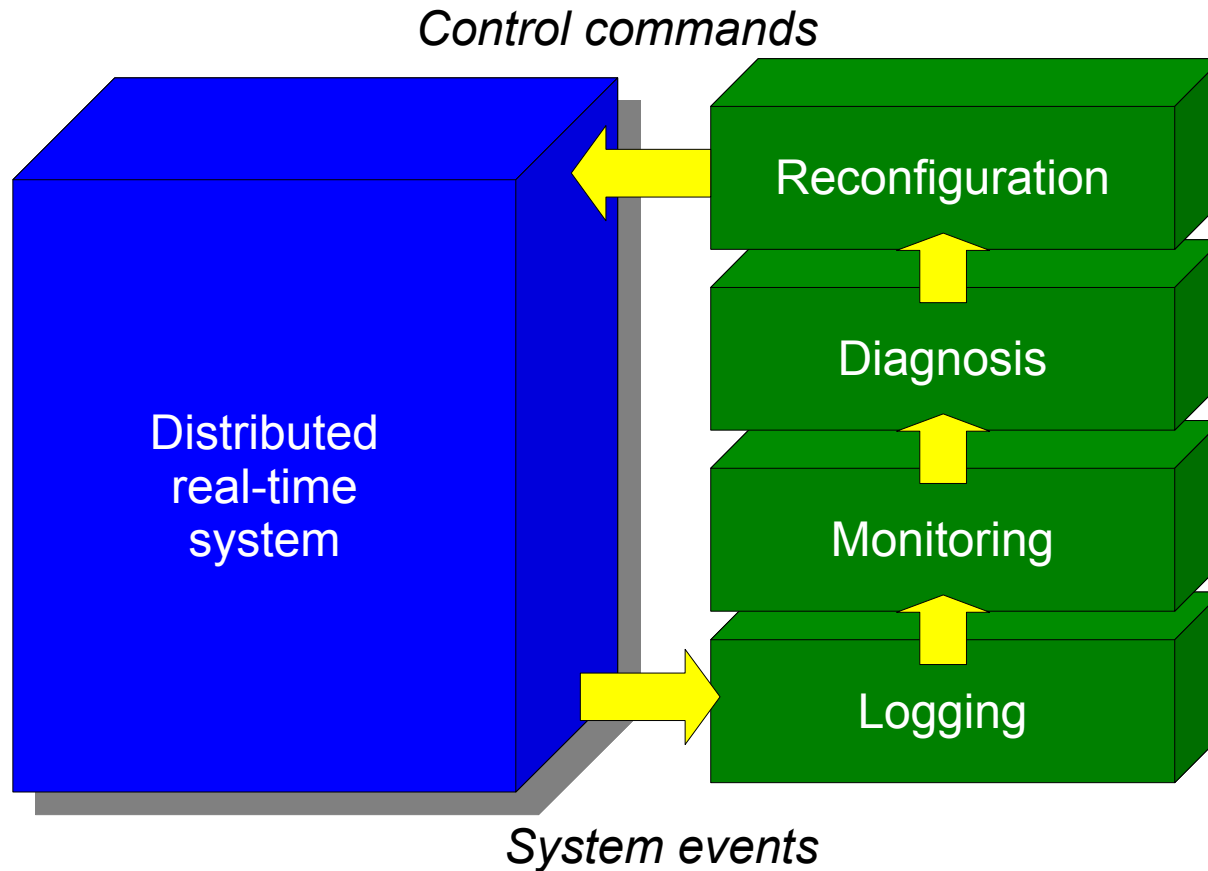 Control commands
Reconfiguration
Diagnosis
Distributed
real-time
system
Monitoring
Logging
System events